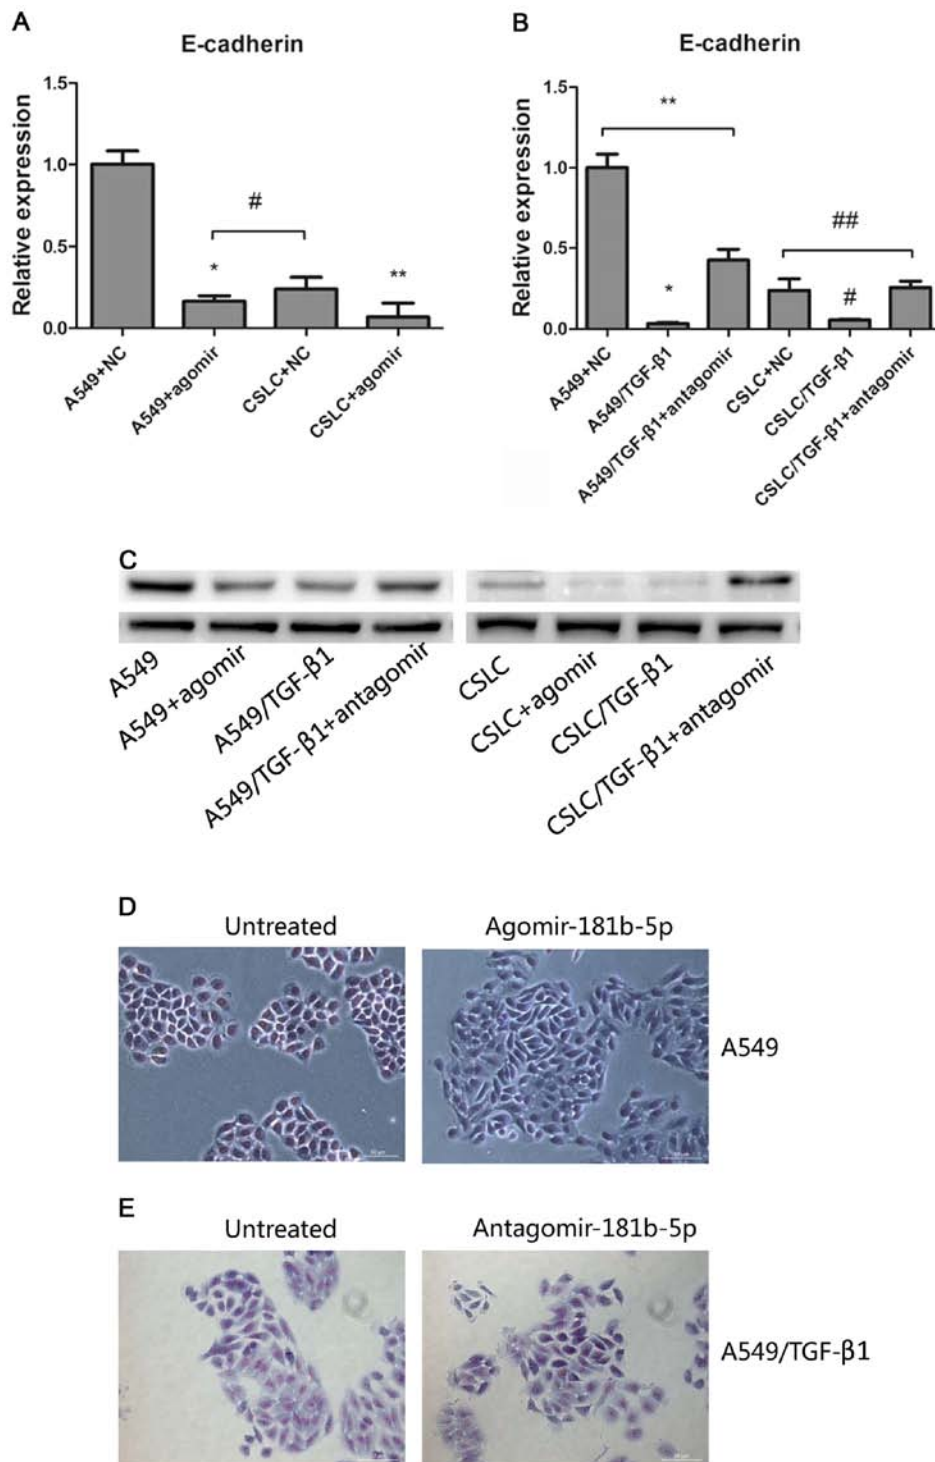 A
E-cadherin
Relative expression
1.5
1.0
0.5
0.0
#
*
**
A549+NC
A549+agomir
CSLC+NC
CSLC+agomir
B
E-cadherin
Relative expression
1.5
1.0
0.5
0.0
**
##
*
#
A549+NC
A549/TGF-β1
A549/TGF-β1+antagomir
CSLC+NC
CSLC/TGF-β1
CSLC/TGF-β1+antagomir
C
A549
A549+agomir
A549/TGF-β1
A549/TGF-β1+antagomir
CSLC
CSLC+agomir
CSLC/TGF-β1
CSLC/TGF-β1+antagomir
D
Untreated
Agomir-181b-5p
A549
E
Untreated
Antagomir-181b-5p
A549/TGF-β1